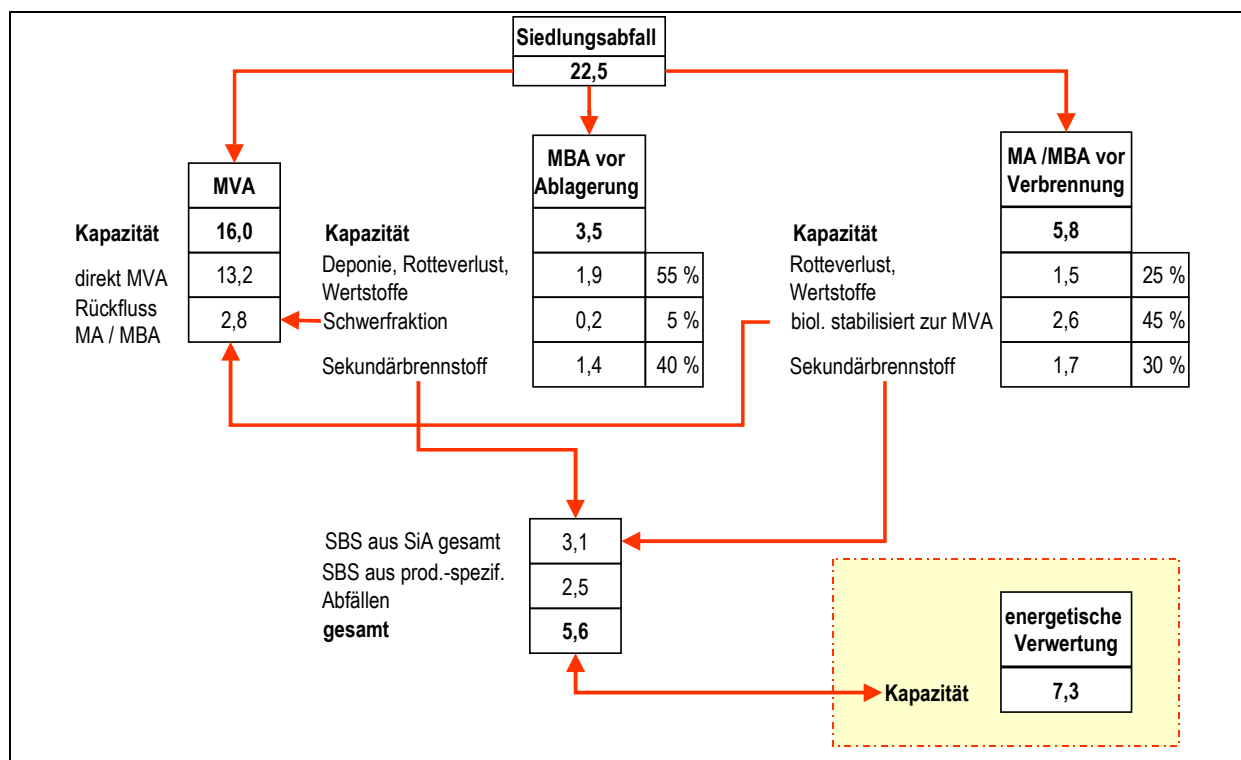 Siedlungsabfall
22,5
MVA
Kapazität
16,0
direkt MVA
13,2
Rückfluss
MA / MBA
2,8
MBA vor
Ablagerung
Kapazität
3,5
Deponie, Rotteverlust,
Wertstoffe
1,9
55 %
Schwerfraktion
0,2
5 %
Sekundärbrennstoff
1,4
40 %
MA /MBA vor
Verbrennung
Kapazität
5,8
Rotteverlust,
Wertstoffe
1,5
25 %
biol. stabilisiert zur MVA
2,6
45 %
Sekundärbrennstoff
1,7
30 %
SBS aus SiA gesamt
3,1
SBS aus prod.-spezif.
Abfällen
2,5
gesamt
5,6
energetische
Verwertung
Kapazität
7,3